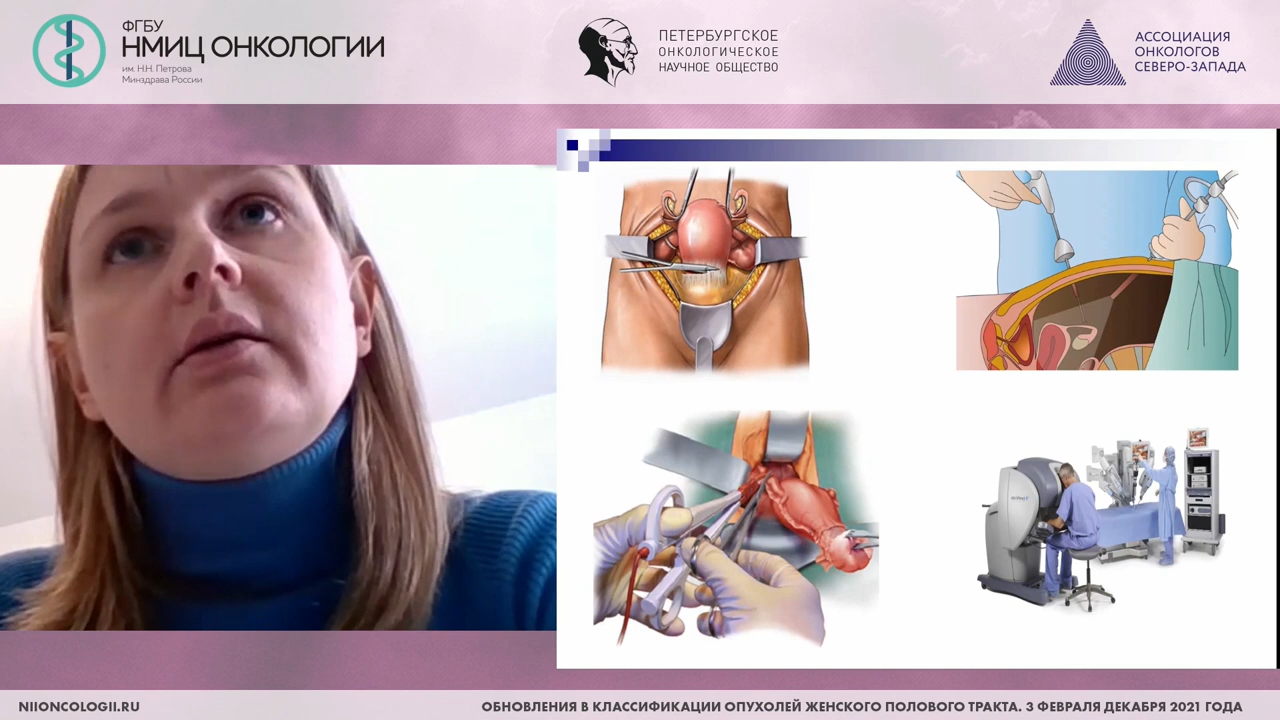 ФГБУ
НМИЦ ОНКОЛОГИИ
им. Н.Н. Петрова
Минздрава России
ПЕТЕРБУРГСКОЕ
ОНКОЛОГИЧЕСКОЕ
НАУЧНОЕ ОБЩЕСТВО
АССОЦИАЦИЯ
ОНКОЛОГОВ
СЕВЕРО-ЗАПАДА
NIIONCOLOGII.RU
ОБНОВЛЕНИЯ В КЛАССИФИКАЦИИ ОПУХОЛЕЙ ЖЕНСКОГО ПОЛОВОГО ТРАКТА. 3 ФЕВРАЛЯ ДЕКАБРЯ 2021 ГОДА